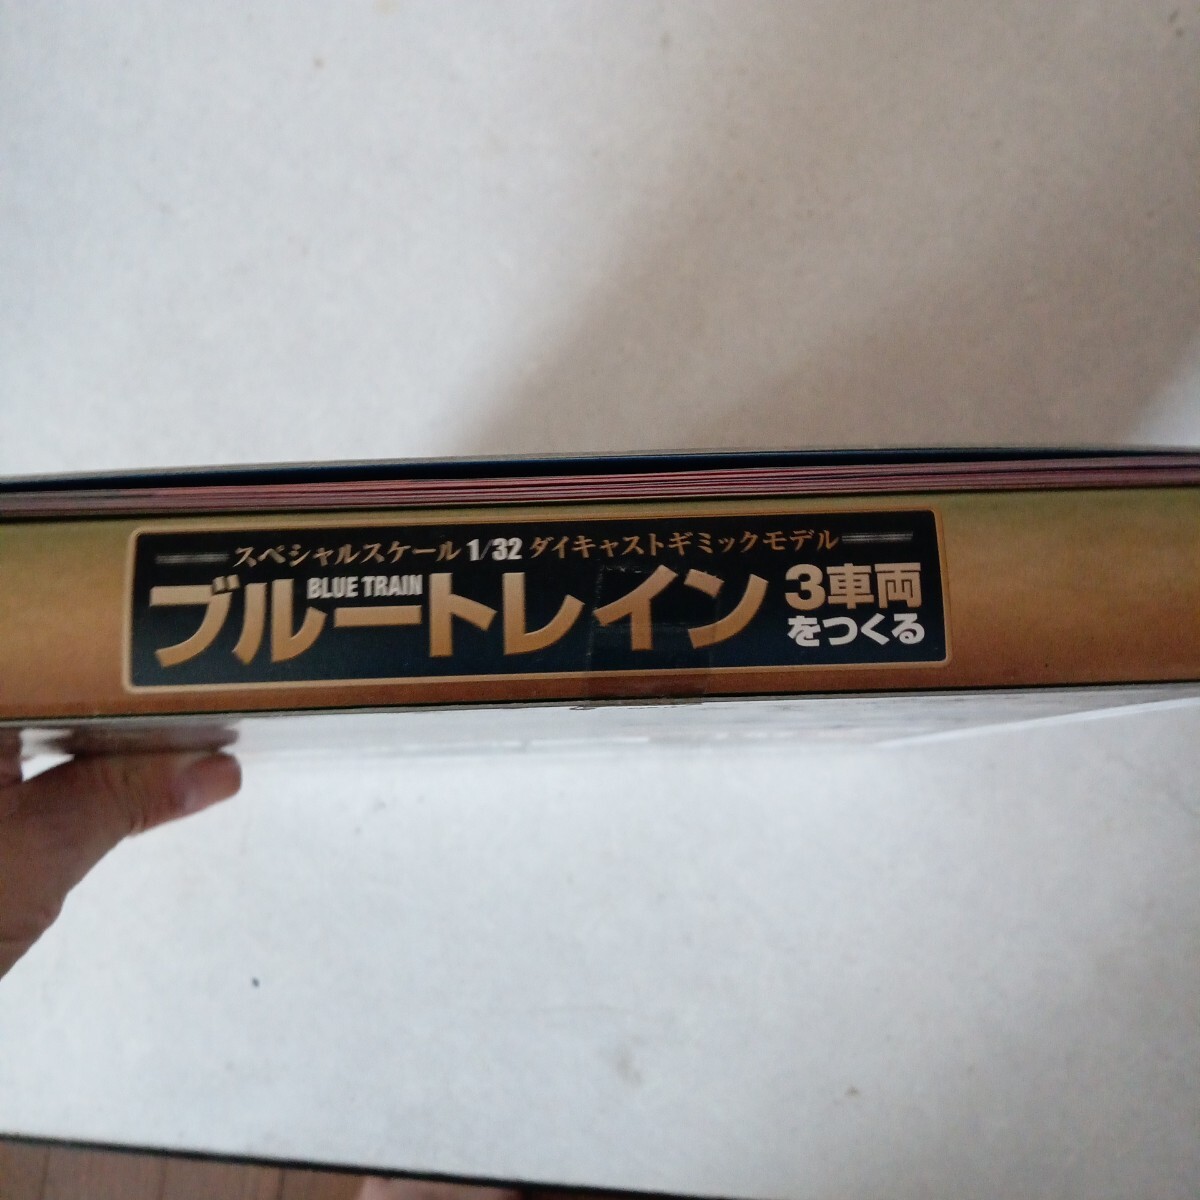 スペシャルスケール 1/32 ダイキャストギミックモデル
BLUE TRAIN
ブルートレイン
3車両
をつくる